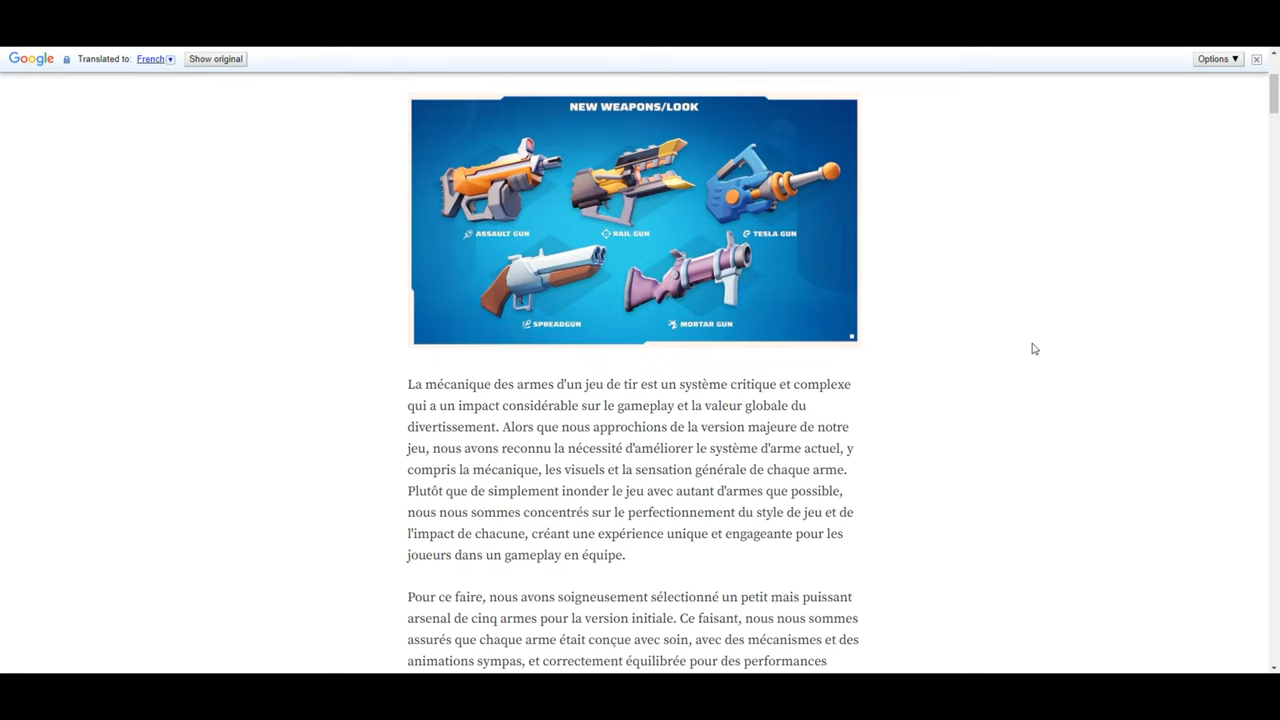 Google Translated to: French Show original Options ▼
NEW WEAPONS/LOOK
ASSAULT GUN RAIL GUN TESLA GUN
SPREADGUN MORTAR GUN
La mécanique des armes d'un jeu de tir est un système critique et complexe
qui a un impact considérable sur le gameplay et la valeur globale du
divertissement. Alors que nous approchions de la version majeure de notre
jeu, nous avons reconnu la nécessité d'améliorer le système d'arme actuel, y
compris la mécanique, les visuels et la sensation générale de chaque arme.
Plutôt que de simplement inonder le jeu avec autant d'armes que possible,
nous nous sommes concentrés sur le perfectionnement du style de jeu et de
l'impact de chacune, créant une expérience unique et engageante pour les
joueurs dans un gameplay en équipe.
Pour ce faire, nous avons soigneusement sélectionné un petit mais puissant
arsenal de cinq armes pour la version initiale. Ce faisant, nous nous sommes
assurés que chaque arme était conçue avec soin, avec des mécanismes et des
animations sympas, et correctement équilibrée pour des performances